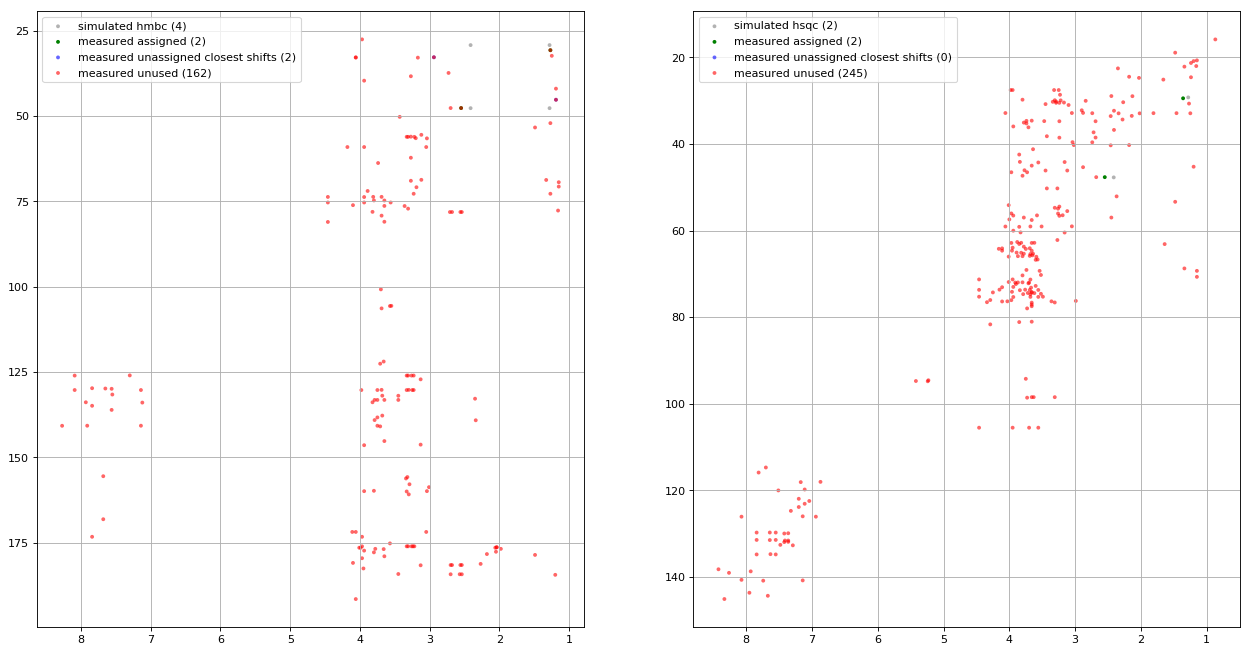 simulated hmbc (4)
measured assigned (2)
measured unassigned closest shifts (2)
measured unused (162)
25
50
75
100
125
150
175
8 7 6 5 4 3 2 1
simulated hsqc (2)
measured assigned (2)
measured unassigned closest shifts (0)
measured unused (245)
20
40
60
80
100
120
140
8 7 6 5 4 3 2 1